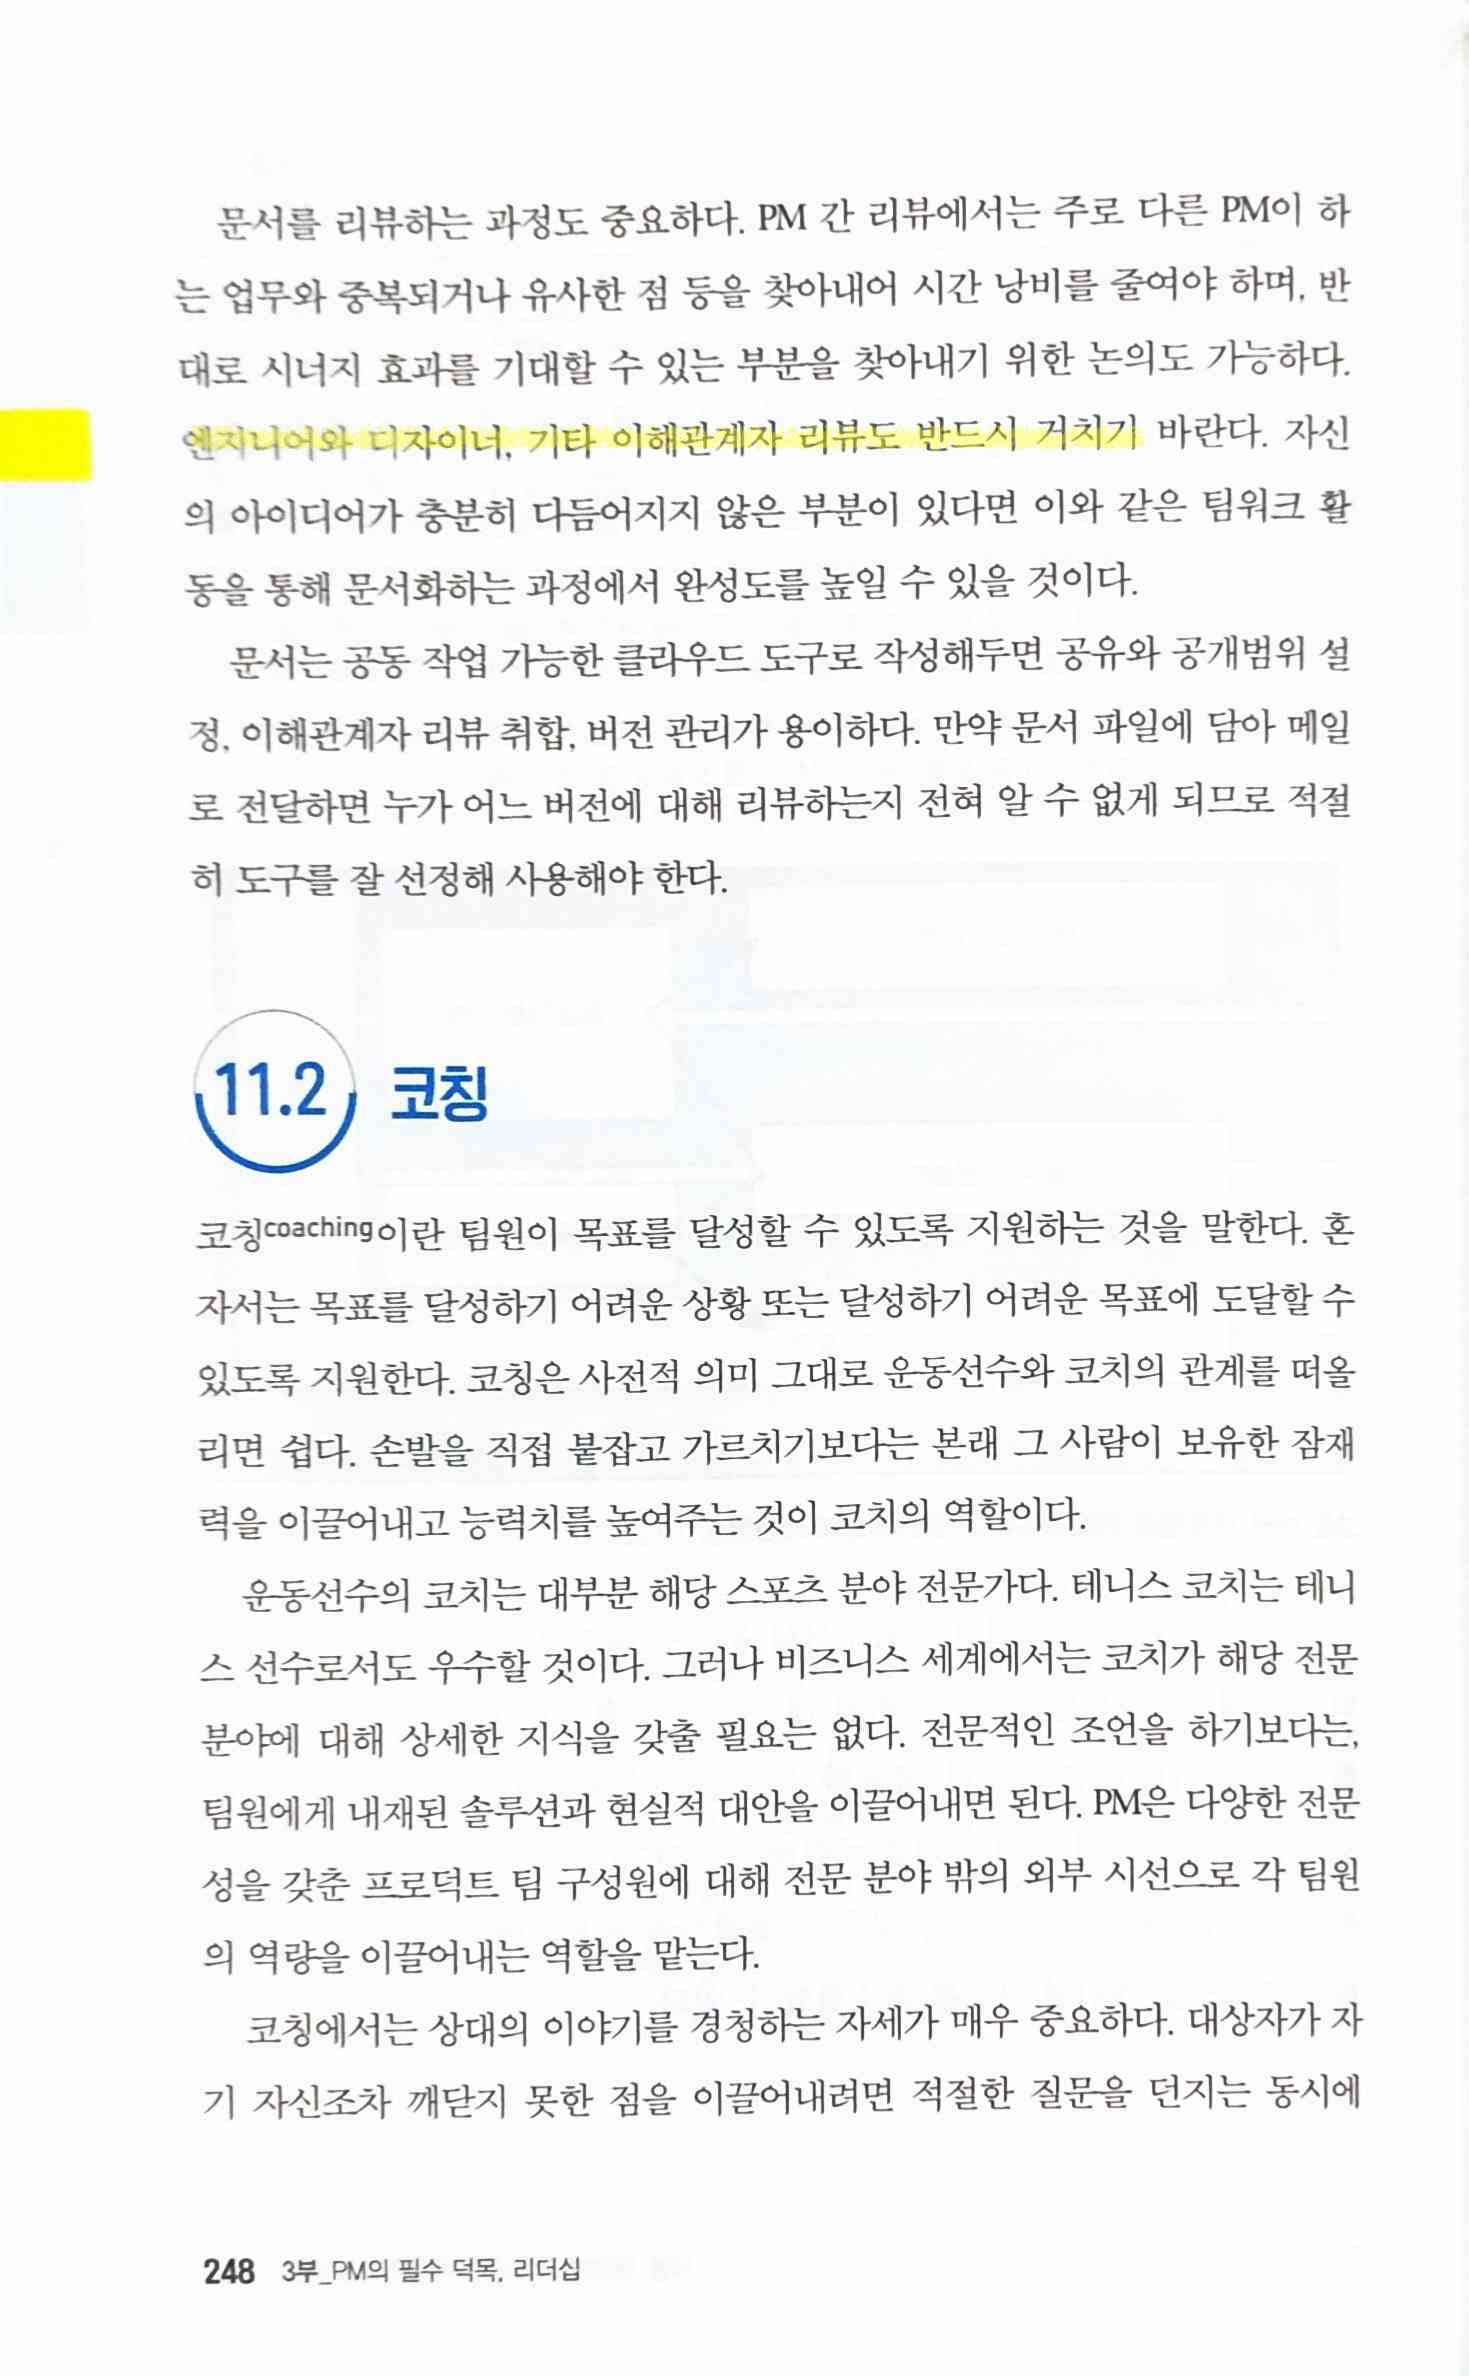 문서를 리뷰하는 과정도 중요하다. PM 간 리뷰에서는 주로 다른 PM이 하
는 업무와 중복되거나 유사한 점 등을 찾아내어 시간 낭비를 줄여야 하며, 반
대로 시너지 효과를 기대할 수 있는 부분을 찾아내기 위한 논의도 가능하다.
엔지니어와 디자이너, 기타 이해관계자 리뷰도 반드시 거치기 바란다. 자신
의 아이디어가 충분히 다듬어지지 않은 부분이 있다면 이와 같은 팀워크 활
동을 통해 문서화하는 과정에서 완성도를 높일 수 있을 것이다.
문서는 공동 작업 가능한 클라우드 도구로 작성해두면 공유와 공개범위 설
정, 이해관계자 리뷰 취합, 버전 관리가 용이하다. 만약 문서 파일에 담아 메일
로 전달하면 누가 어느 버전에 대해 리뷰하는지 전혀 알 수 없게 되므로 적절
히 도구를 잘 선정해 사용해야 한다.
11.2 코칭
코칭coaching이란 팀원이 목표를 달성할 수 있도록 지원하는 것을 말한다. 혼
자서는 목표를 달성하기 어려운 상황 또는 달성하기 어려운 목표에 도달할 수
있도록 지원한다. 코칭은 사전적 의미 그대로 운동선수와 코치의 관계를 떠올
리면 쉽다. 손발을 직접 붙잡고 가르치기보다는 본래 그 사람이 보유한 잠재
력을 이끌어내고 능력치를 높여주는 것이 코치의 역할이다.
운동선수의 코치는 대부분 해당 스포츠 분야 전문가다. 테니스 코치는 테니
스 선수로서도 우수할 것이다. 그러나 비즈니스 세계에서는 코치가 해당 전문
분야에 대해 상세한 지식을 갖출 필요는 없다. 전문적인 조언을 하기보다는,
팀원에게 내재된 솔루션과 현실적 대안을 이끌어내면 된다. PM은 다양한 전문
성을 갖춘 프로덕트 팀 구성원에 대해 전문 분야 밖의 외부 시선으로 각 팀원
의 역량을 이끌어내는 역할을 맡는다.
코칭에서는 상대의 이야기를 경청하는 자세가 매우 중요하다. 대상자가 자
기 자신조차 깨닫지 못한 점을 이끌어내려면 적절한 질문을 던지는 동시에
248 3부_PM의 필수 덕목, 리더십